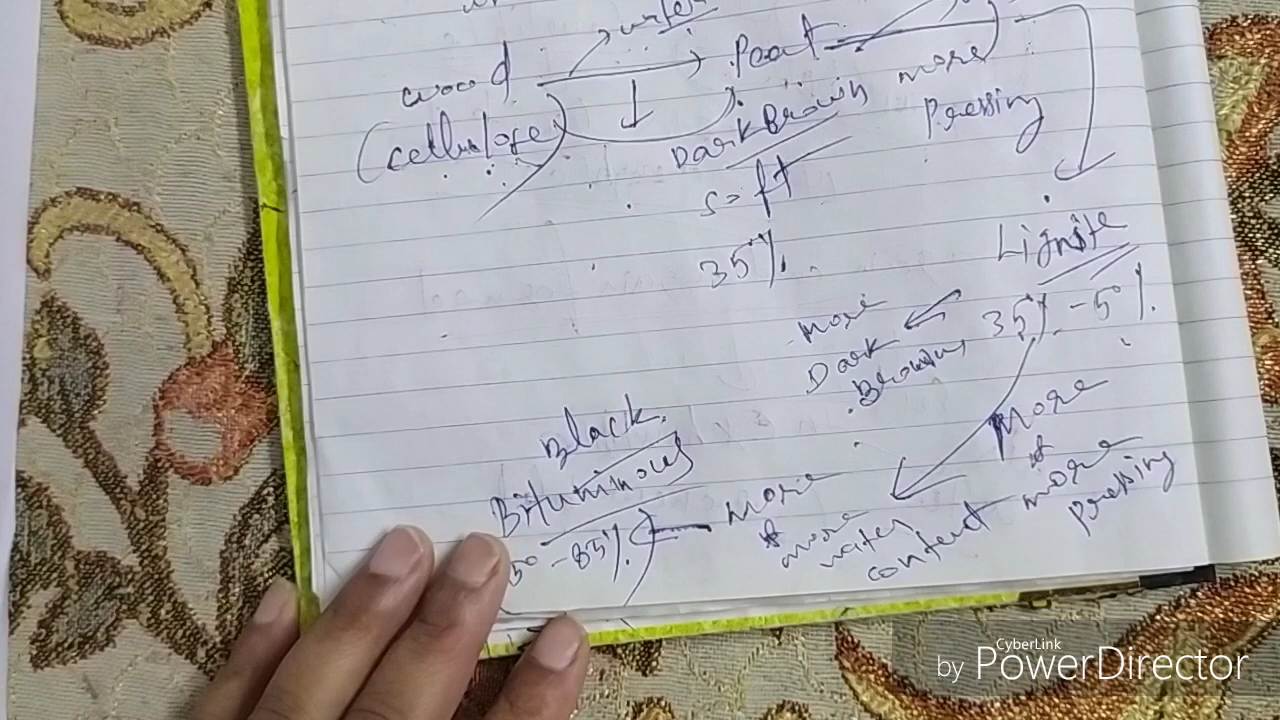 water
wood
Peat
(cellulose)
Dark Brown
more
Pressing
soft
35%.
Lignite
35% - 50%.
more
Dark
Brown
More
&
more
pressing
Black
Bituminous
50 - 85%.
More
&
more
water
content
CyberLink
by PowerDirector